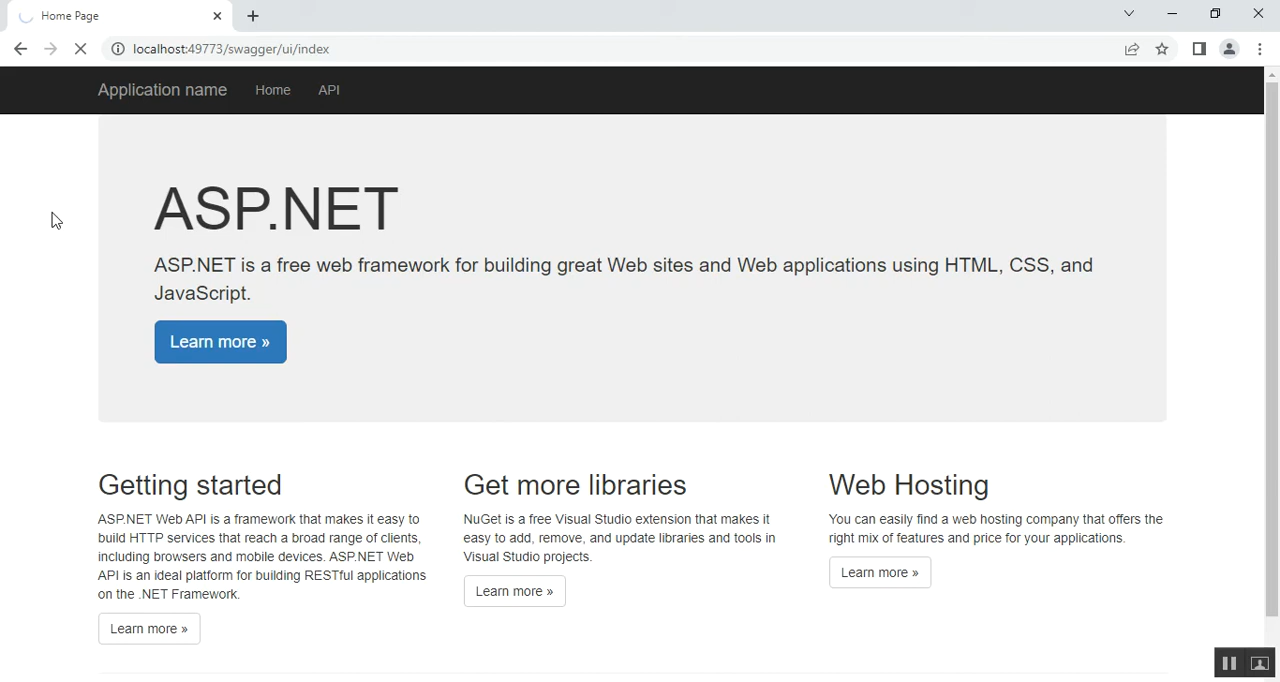 Home Page
localhost:49773/swagger/ui/index
Application name Home API
ASP.NET
ASP.NET is a free web framework for building great Web sites and Web applications using HTML, CSS, and
JavaScript.
Learn more »
Getting started
ASP.NET Web API is a framework that makes it easy to
build HTTP services that reach a broad range of clients,
including browsers and mobile devices. ASP.NET Web
API is an ideal platform for building RESTful applications
on the .NET Framework.
Learn more »
Get more libraries
NuGet is a free Visual Studio extension that makes it
easy to add, remove, and update libraries and tools in
Visual Studio projects.
Learn more »
Web Hosting
You can easily find a web hosting company that offers the
right mix of features and price for your applications.
Learn more »